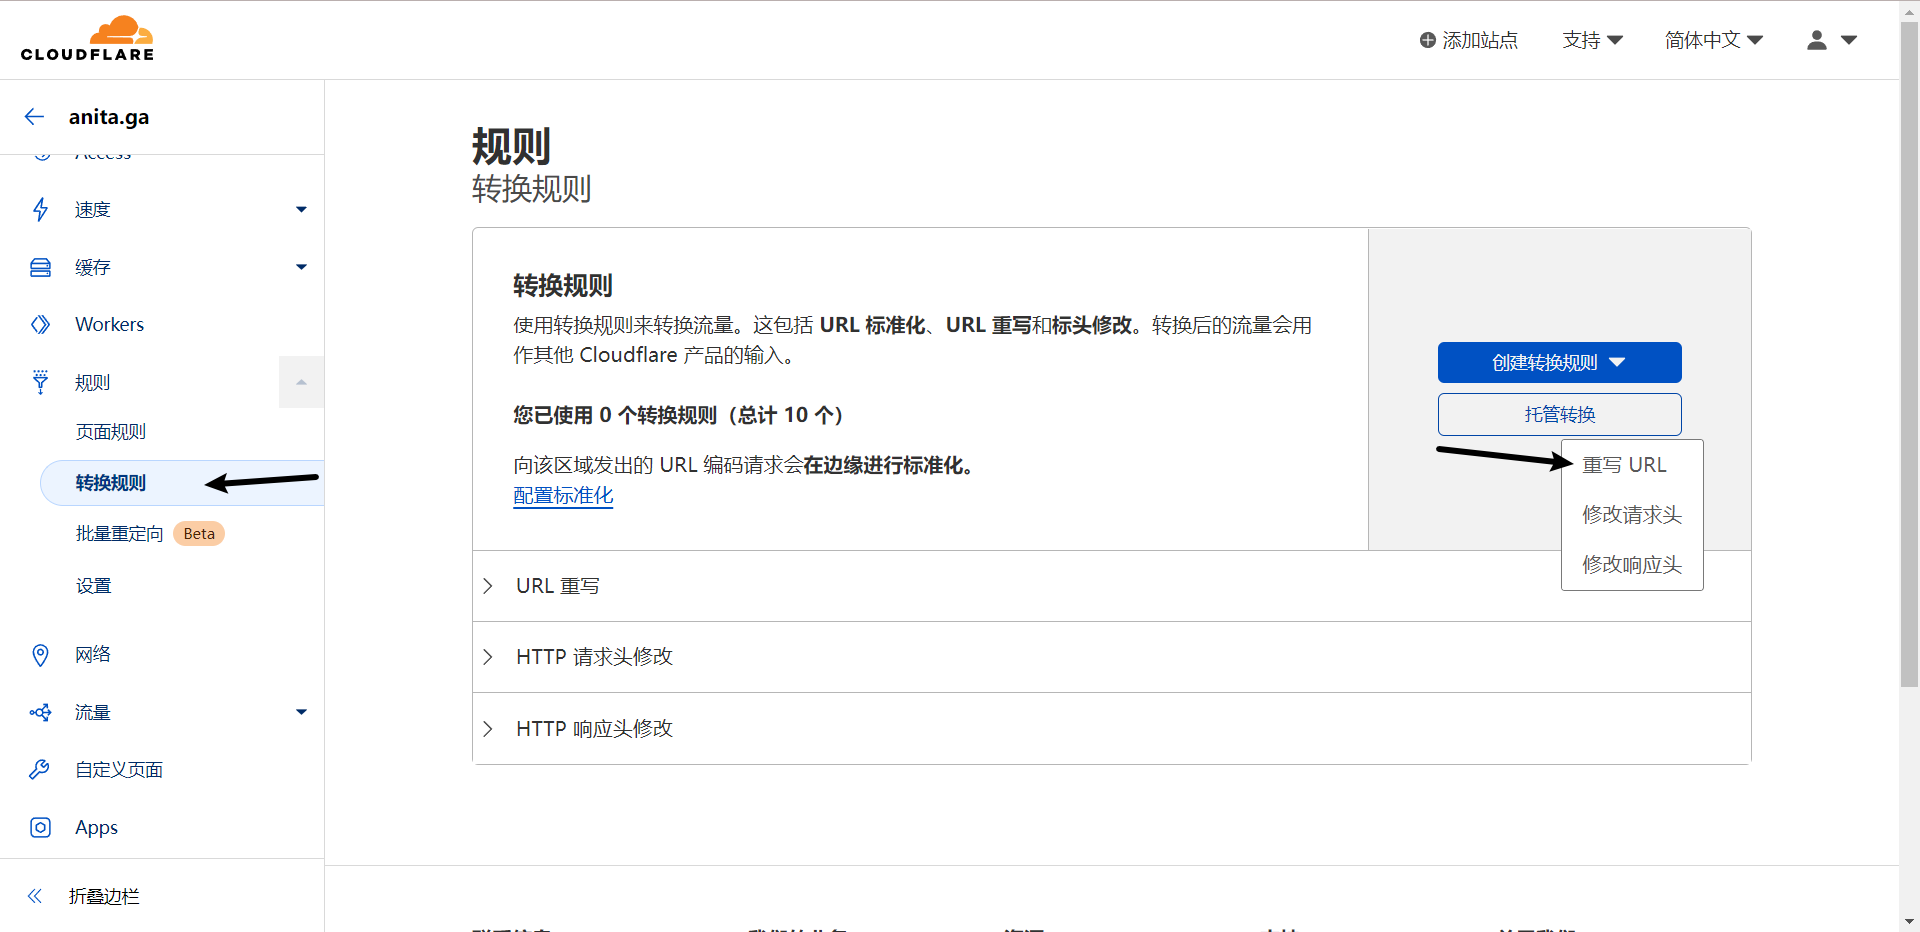 CLOUDFLARE
添加站点
支持
简体中文
anita.ga
Access
速度
缓存
Workers
规则
页面规则
转换规则
批量重定向 Beta
设置
网络
流量
自定义页面
Apps
折叠边栏
规则
转换规则
转换规则
使用转换规则来转换流量。这包括 URL 标准化、URL 重写和标头修改。转换后的流量会用
作其他 Cloudflare 产品的输入。
您已使用 0 个转换规则（总计 10 个）
向该区域发出的 URL 编码请求会在边缘进行标准化。
配置标准化
创建转换规则
托管转换
重写 URL
修改请求头
修改响应头
URL 重写
HTTP 请求头修改
HTTP 响应头修改